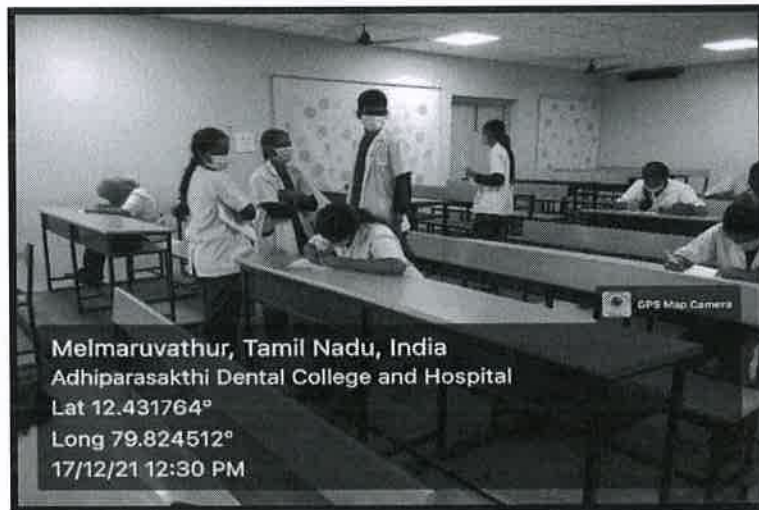 GPS Map Camera
Melmaruvathur, Tamil Nadu, India
Adhiparasakthi Dental College and Hospital
Lat 12.431764°
Long 79.824512°
17/12/21 12:30 PM